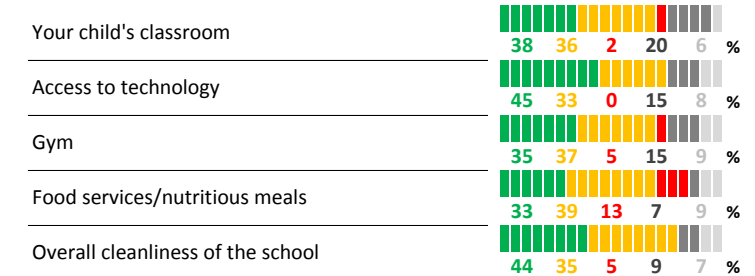 Your child's classroom
38 36 2 20 6 %
Access to technology
45 33 0 15 8 %
Gym
35 37 5 15 9 %
Food services/nutritious meals
33 39 13 7 9 %
Overall cleanliness of the school
44 35 5 9 7 %